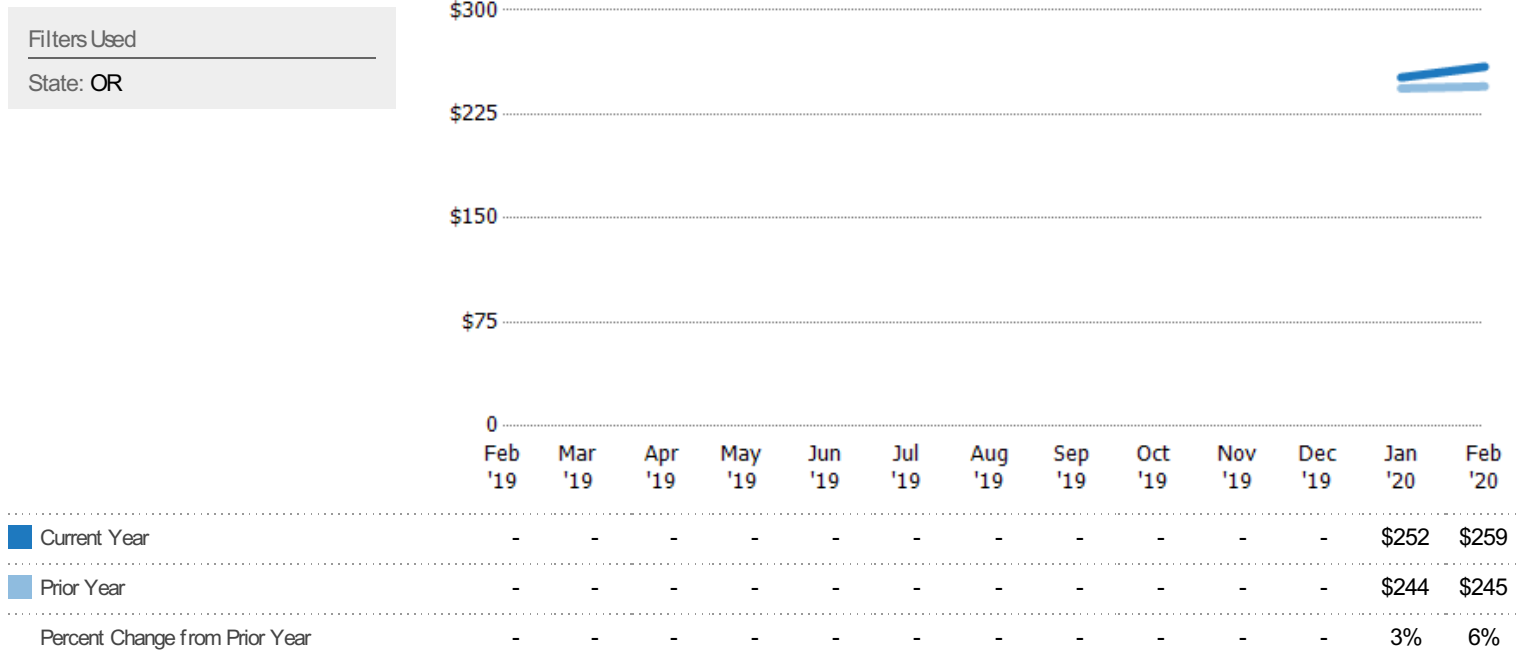 Filters Used
State: OR
$300
$225
$150
$75
0
Feb Mar Apr May Jun Jul Aug Sep Oct Nov Dec Jan Feb
'19 '19 '19 '19 '19 '19 '19 '19 '19 '19 '19 '20 '20
Current Year - - - - - - - - - - - $252 $259
Prior Year - - - - - - - - - - - $244 $245
Percent Change from Prior Year - - - - - - - - - - - 3% 6%